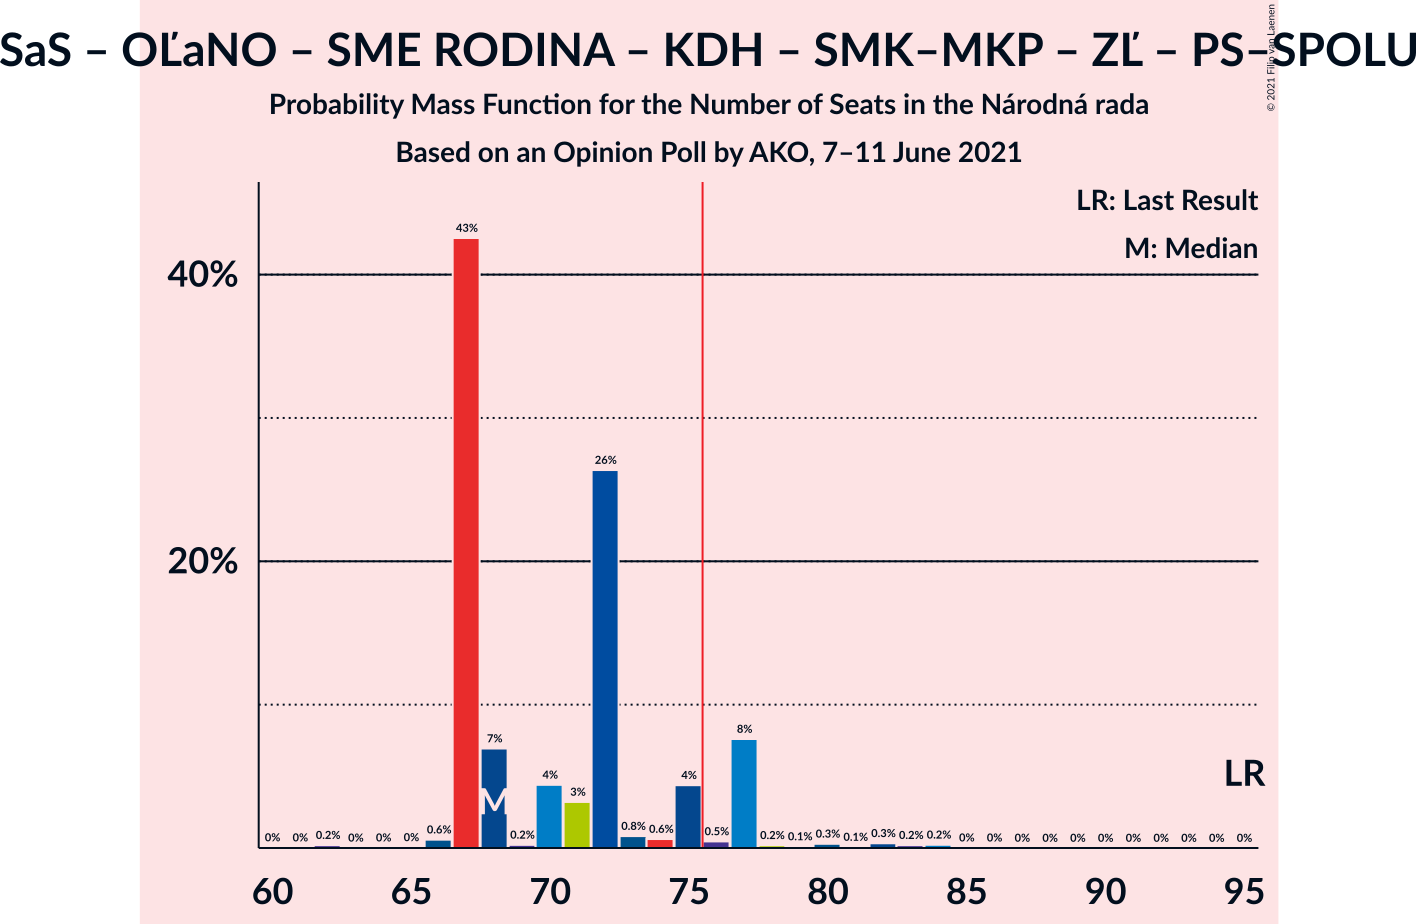 SaS – OĽaNO – SME RODINA – KDH – SMK–MKP – ZĽ – PS–SPOLU
Probability Mass Function for the Number of Seats in the Národná rada
Based on an Opinion Poll by AKO, 7–11 June 2021
© 2021 Filip van Laenen
LR: Last Result
M: Median
43%
40%
26%
20%
8%
7%
4% 4%
3%
LR
M
0% 0% 0.2% 0% 0% 0% 0.6% 0.2% 0.8% 0.6% 0.5% 0.2% 0.1% 0.3% 0.1% 0.3% 0.2% 0.2% 0% 0% 0% 0% 0% 0% 0% 0% 0% 0% 0%
60 65 70 75 80 85 90 95